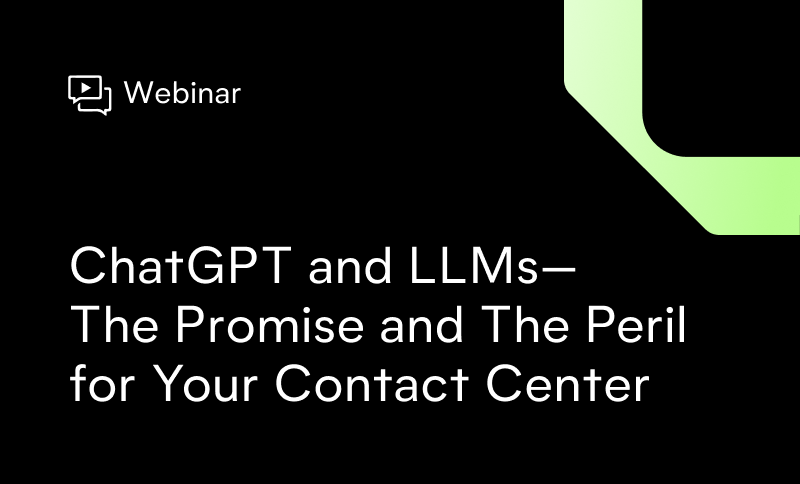 Webinar
ChatGPT and LLMs—
The Promise and The Peril
for Your Contact Center